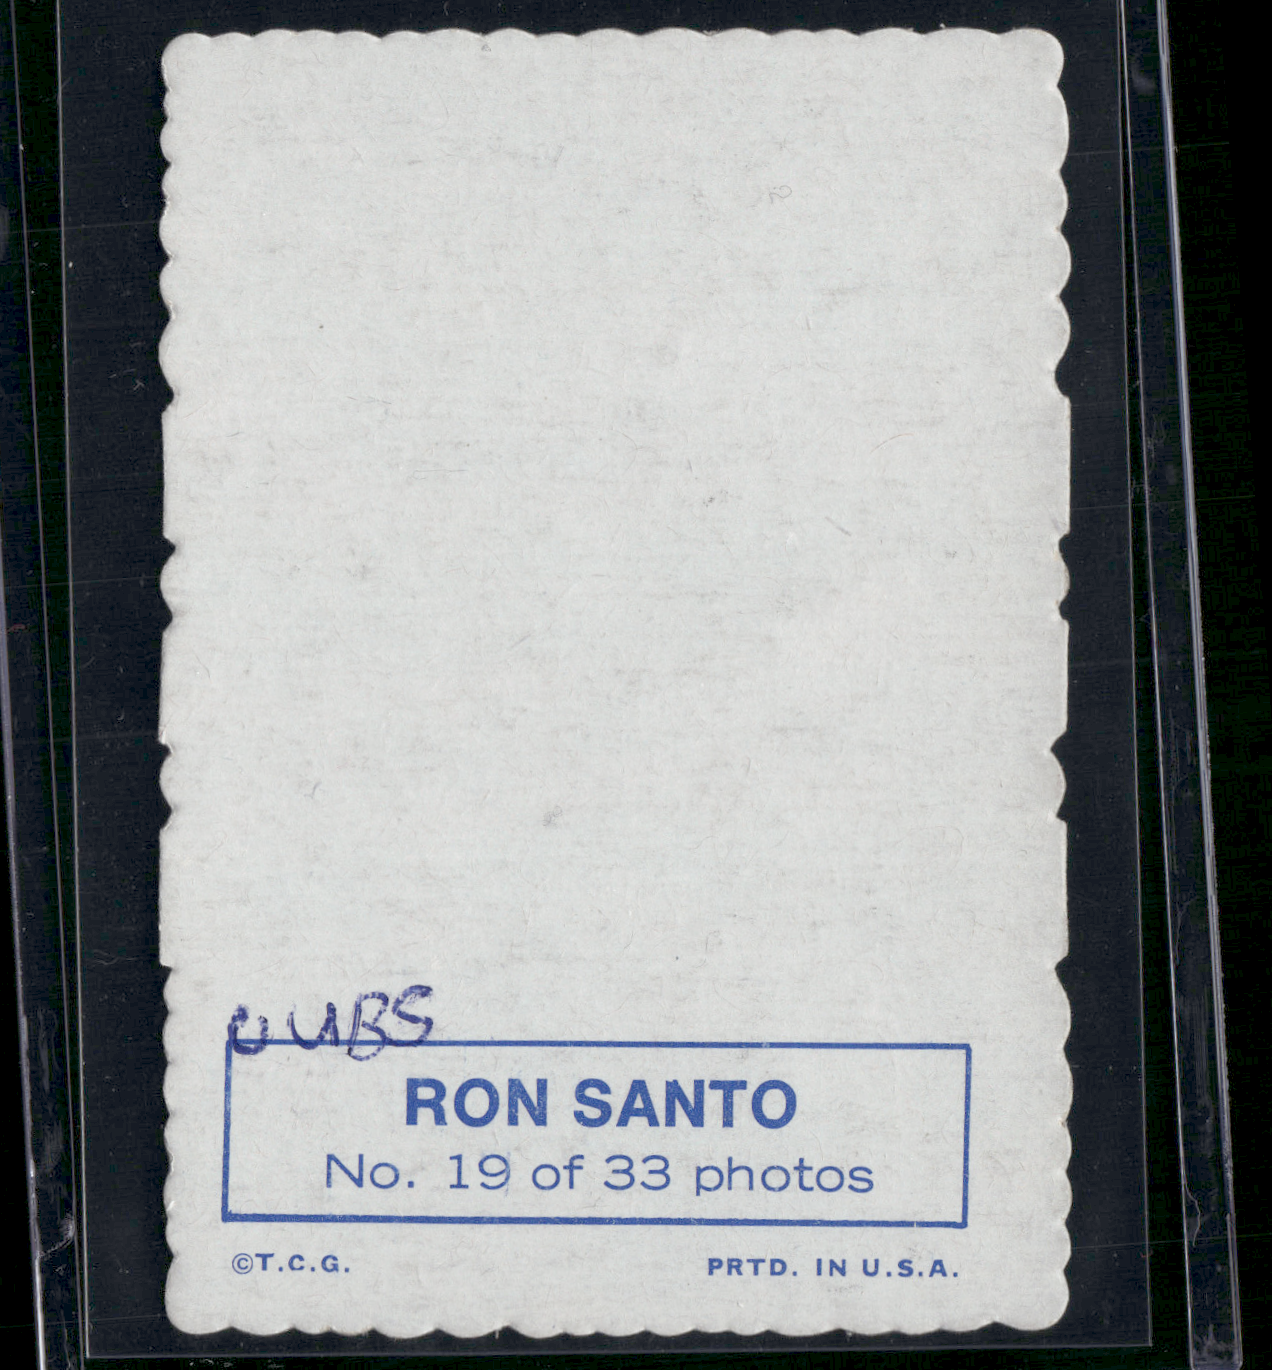 CUBS
RON SANTO
No. 19 of 33 photos
©T.C.G. PRTD. IN U.S.A.